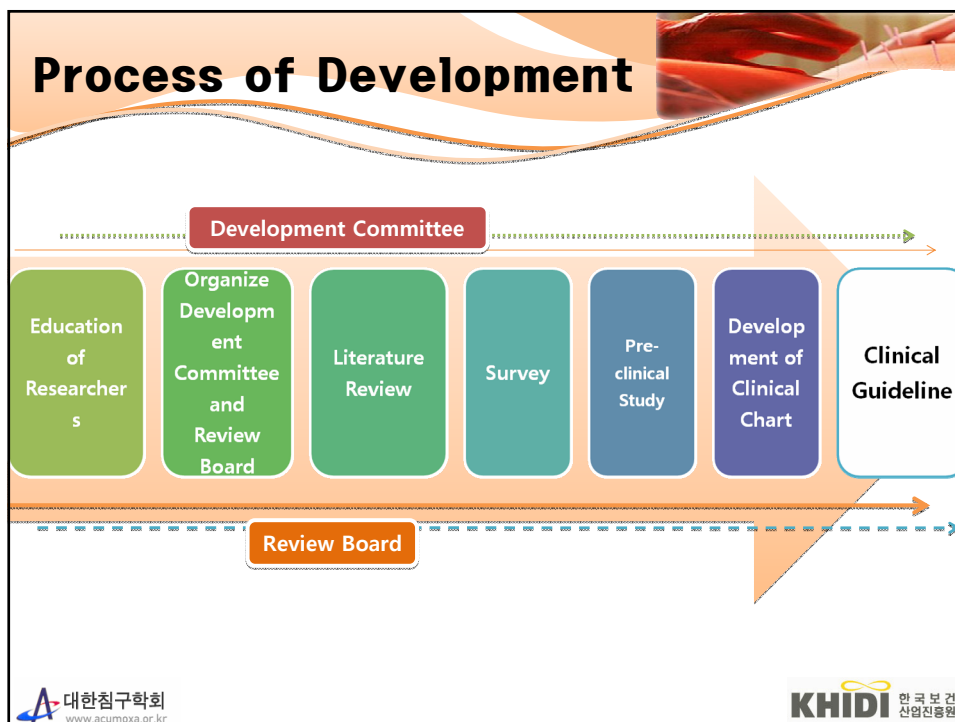 Process of Development
Development Committee
Education
of
Researcher
s
Organize
Developm
ent
Committee
and
Review
Board
Literature
Review
Survey
Pre-
clinical
Study
Develop
ment of
Clinical
Chart
Clinical
Guideline
Review Board
대한침구학회
www.acumoxa.or.kr
KHIDI 한국보건
산업진흥원